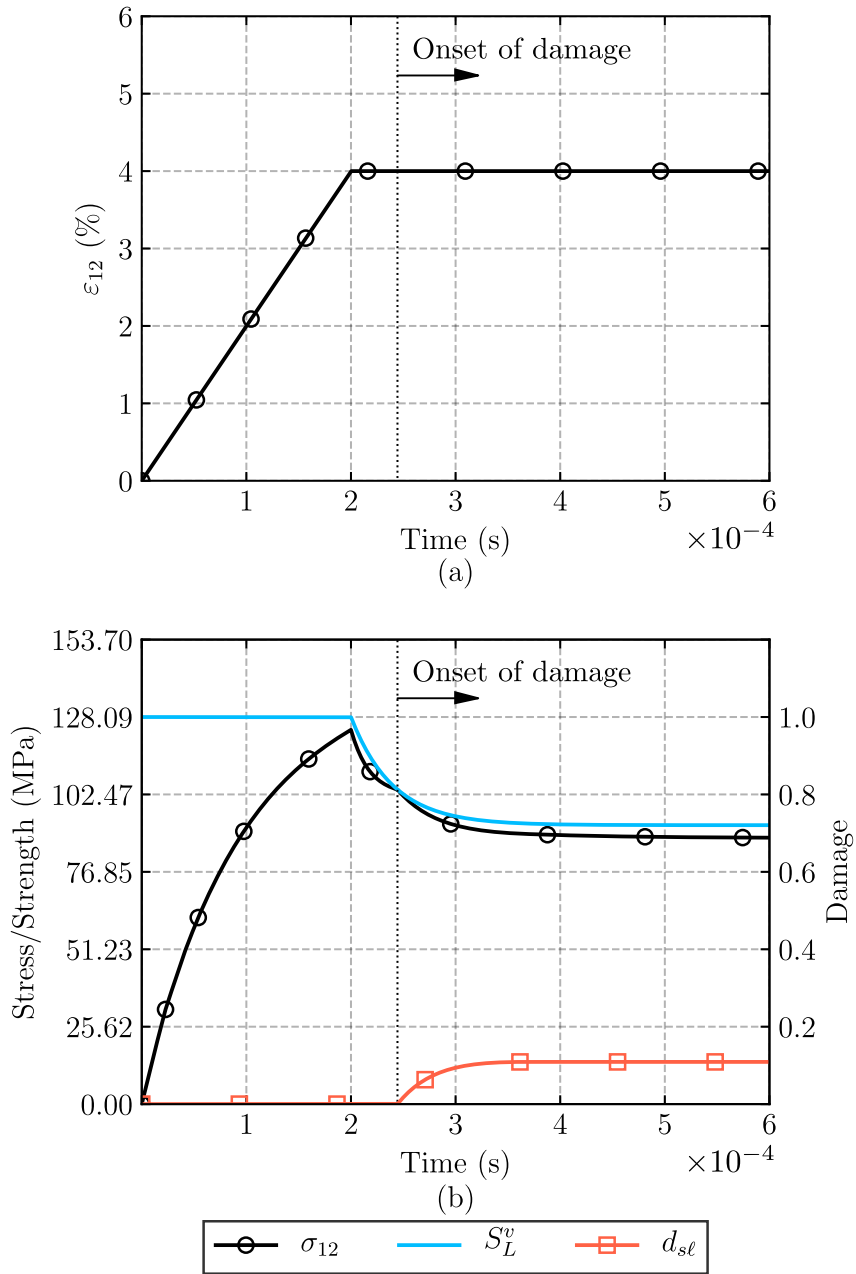 6
5
4
3
2
1
0
ε₁₂ (%)
Onset of damage
1 2 3 4 5 6
Time (s) ×10⁻⁴
(a)
153.70
128.09
102.47
76.85
51.23
25.62
0.00
Stress/Strength (MPa)
Onset of damage
1.0
0.8
0.6
0.4
0.2
Damage
1 2 3 4 5 6
Time (s) ×10⁻⁴
(b)
σ₁₂ S_L^v d_{sℓ}